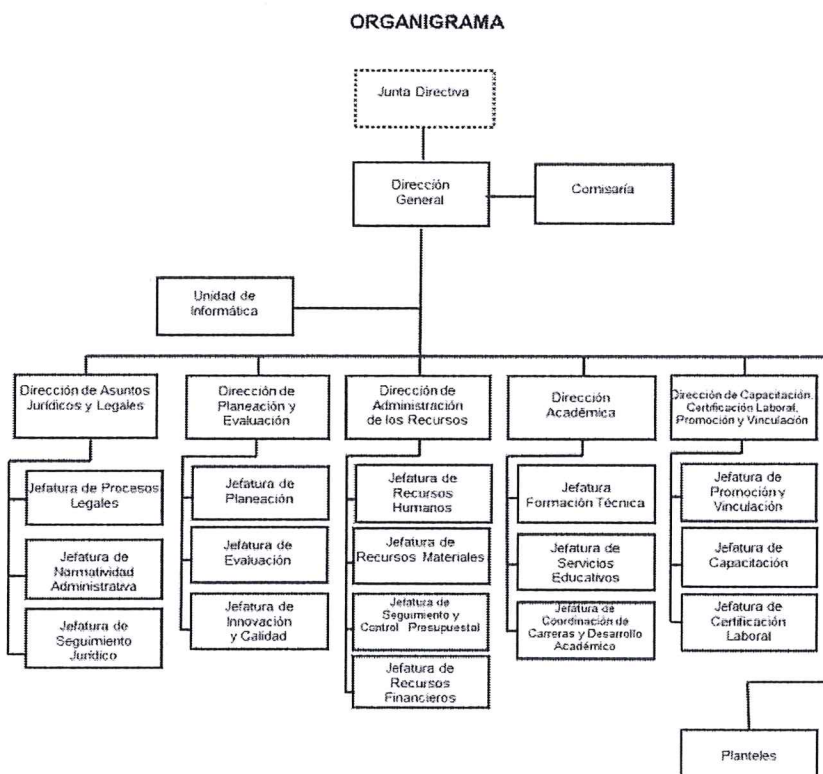 ORGANIGRAMA
Junta Directiva
Dirección
General
Comisaría
Unidad de
Informática
Dirección de Asuntos
Jurídicos y Legales
Dirección de
Planeación y
Evaluación
Dirección de
Administración
de los Recursos
Dirección
Académica
Dirección de Capacitación,
Certificación Laboral,
Promoción y Vinculación
Jefatura de Procesos
Legales
Jefatura de
Normatividad
Administrativa
Jefatura de
Seguimiento
Jurídico
Jefatura de
Planeación
Jefatura de
Evaluación
Jefatura de
Innovación
y Calidad
Jefatura de
Recursos
Humanos
Jefatura de
Recursos Materiales
Jefatura de
Seguimiento y
Control Presupuestal
Jefatura de
Recursos
Financieros
Jefatura
Formación Técnica
Jefatura de
Servicios
Educativos
Jefatura de
Coordinación de
Carreras y Desarrollo
Académico
Jefatura de
Promoción y
Vinculación
Jefatura de
Capacitación
Jefatura de
Certificación
Laboral
Planteles